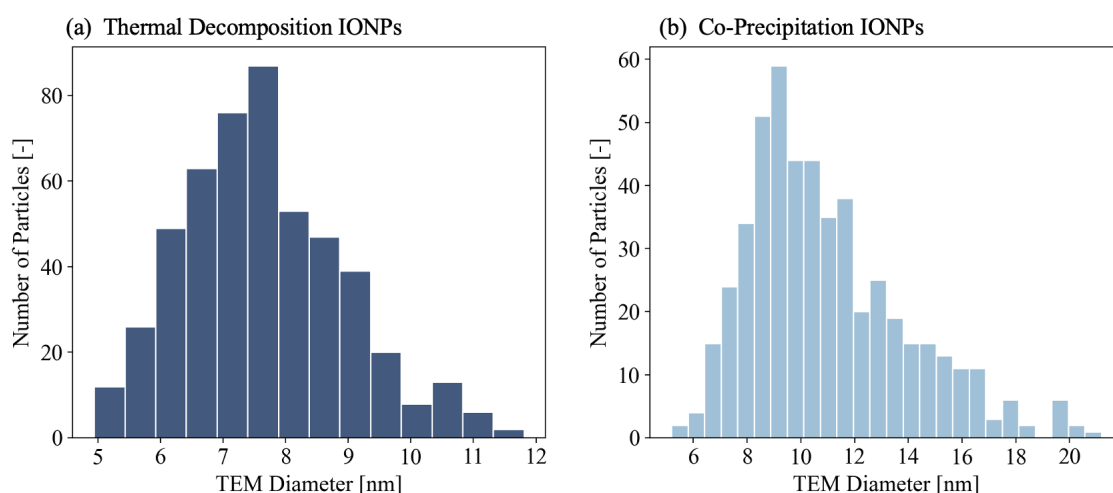 (a) Thermal Decomposition IONPs
Number of Particles [-]
80
60
40
20
0
5 6 7 8 9 10 11 12
TEM Diameter [nm]
(b) Co-Precipitation IONPs
Number of Particles [-]
60
50
40
30
20
10
0
6 8 10 12 14 16 18 20
TEM Diameter [nm]